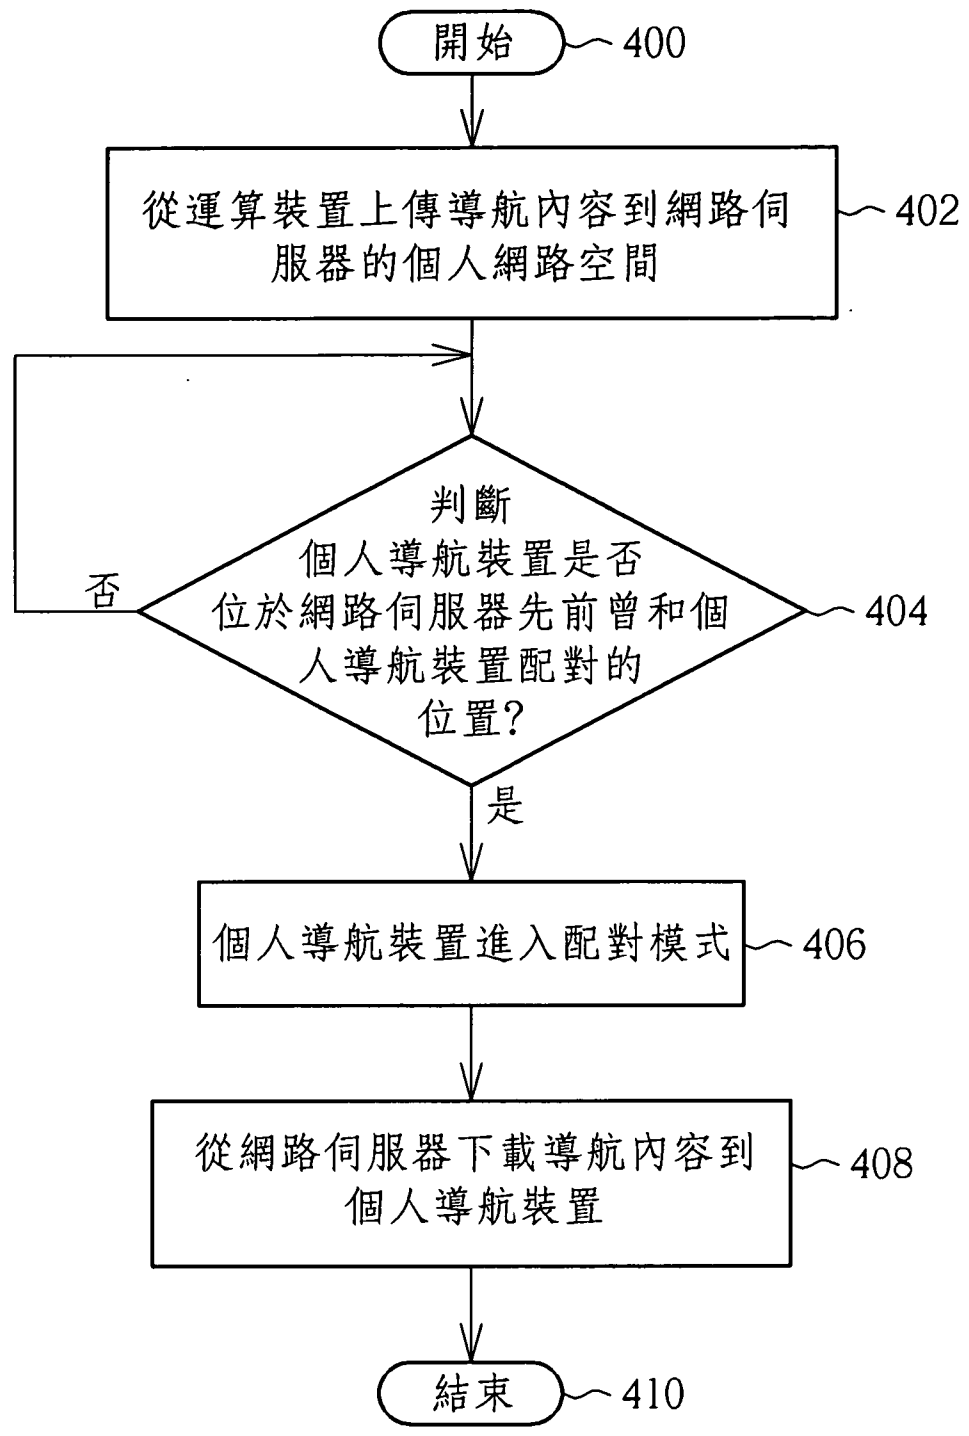 開始
400
從運算裝置上傳導航內容到網路伺
服器的個人網路空間
402
判斷
個人導航裝置是否
位於網路伺服器先前曾和個
人導航裝置配對的
位置?
404
否
是
個人導航裝置進入配對模式
406
從網路伺服器下載導航內容到
個人導航裝置
408
結束
410